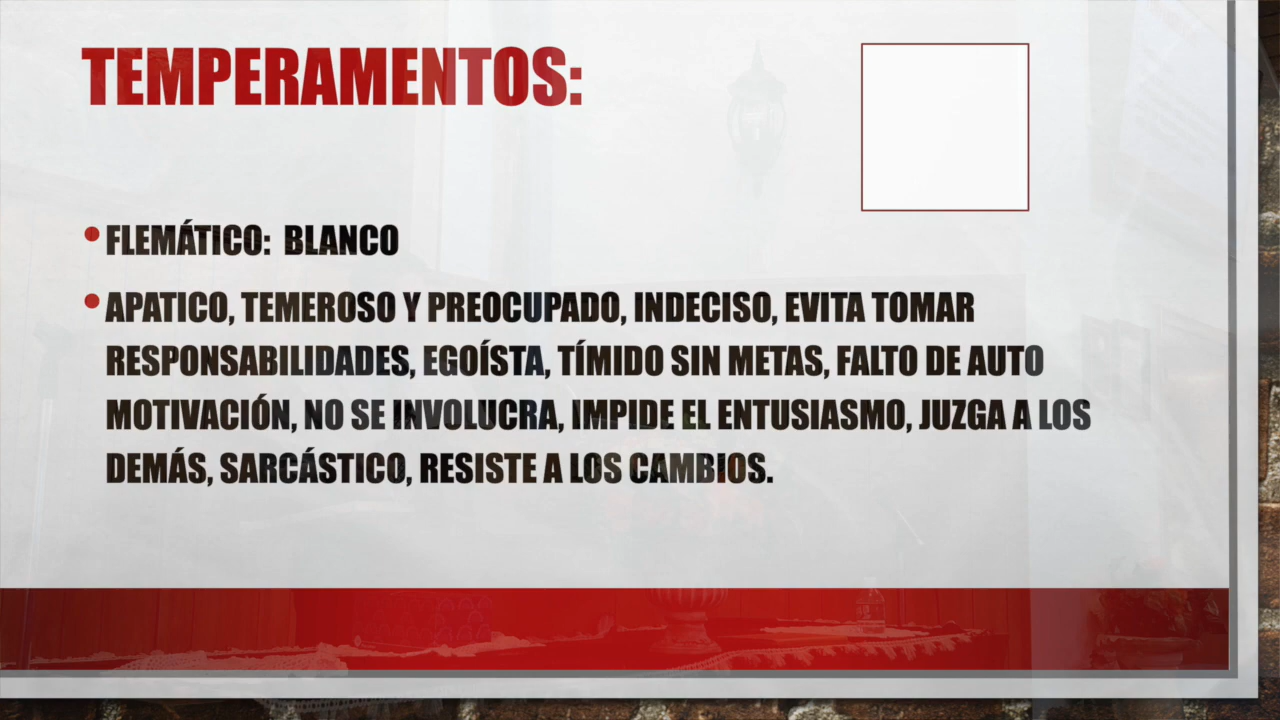 TEMPERAMENTOS:
FLEMÁTICO: BLANCO
APATICO, TEMEROSO Y PREOCUPADO, INDECISO, EVITA TOMAR
RESPONSABILIDADES, EGOÍSTA, TÍMIDO SIN METAS, FALTO DE AUTO
MOTIVACIÓN, NO SE INVOLUCRA, IMPIDE EL ENTUSIASMO, JUZGA A LOS
DEMÁS, SARCÁSTICO, RESISTE A LOS CAMBIOS.